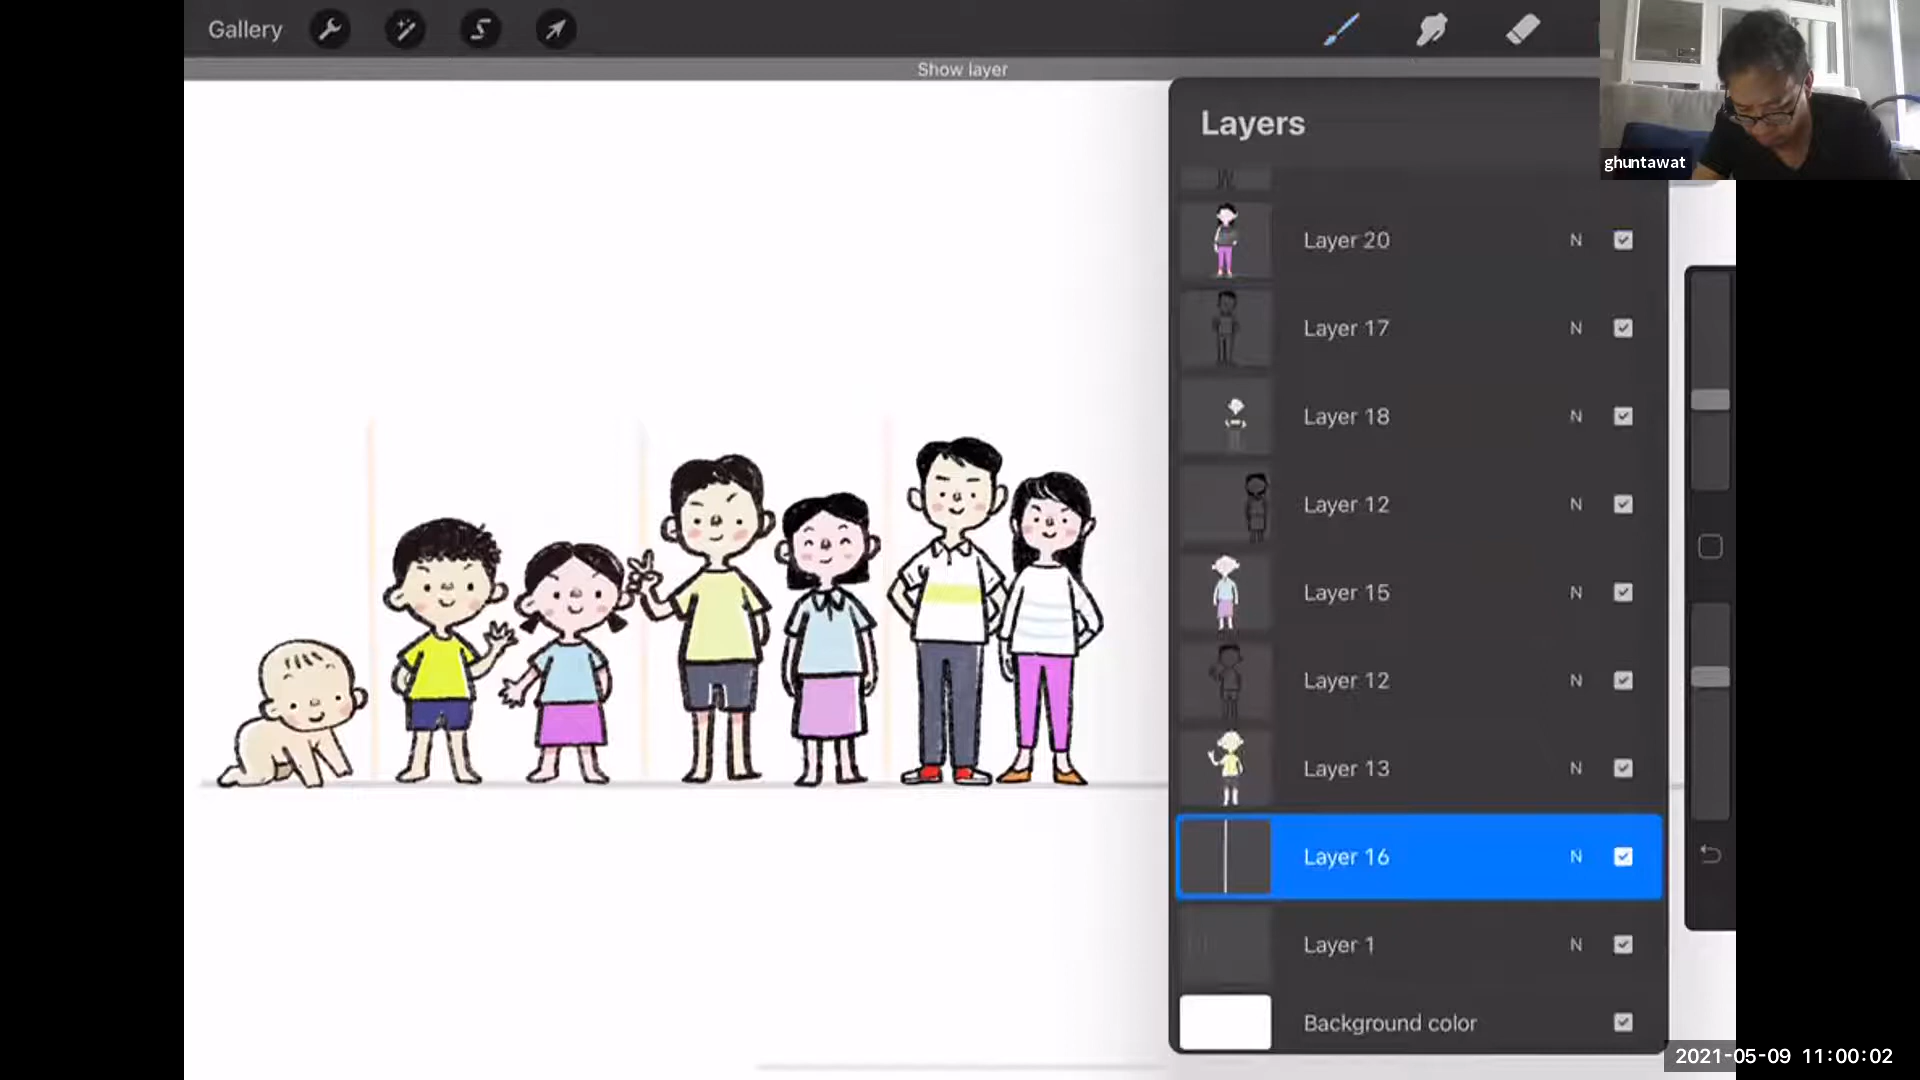 Gallery
Show layer
Layers
ghuntawat
Layer 20 N
Layer 17 N
Layer 18 N
Layer 12 N
Layer 15 N
Layer 12 N
Layer 13 N
Layer 16 N
Layer 1 N
Background color
2021-05-09 11:00:02